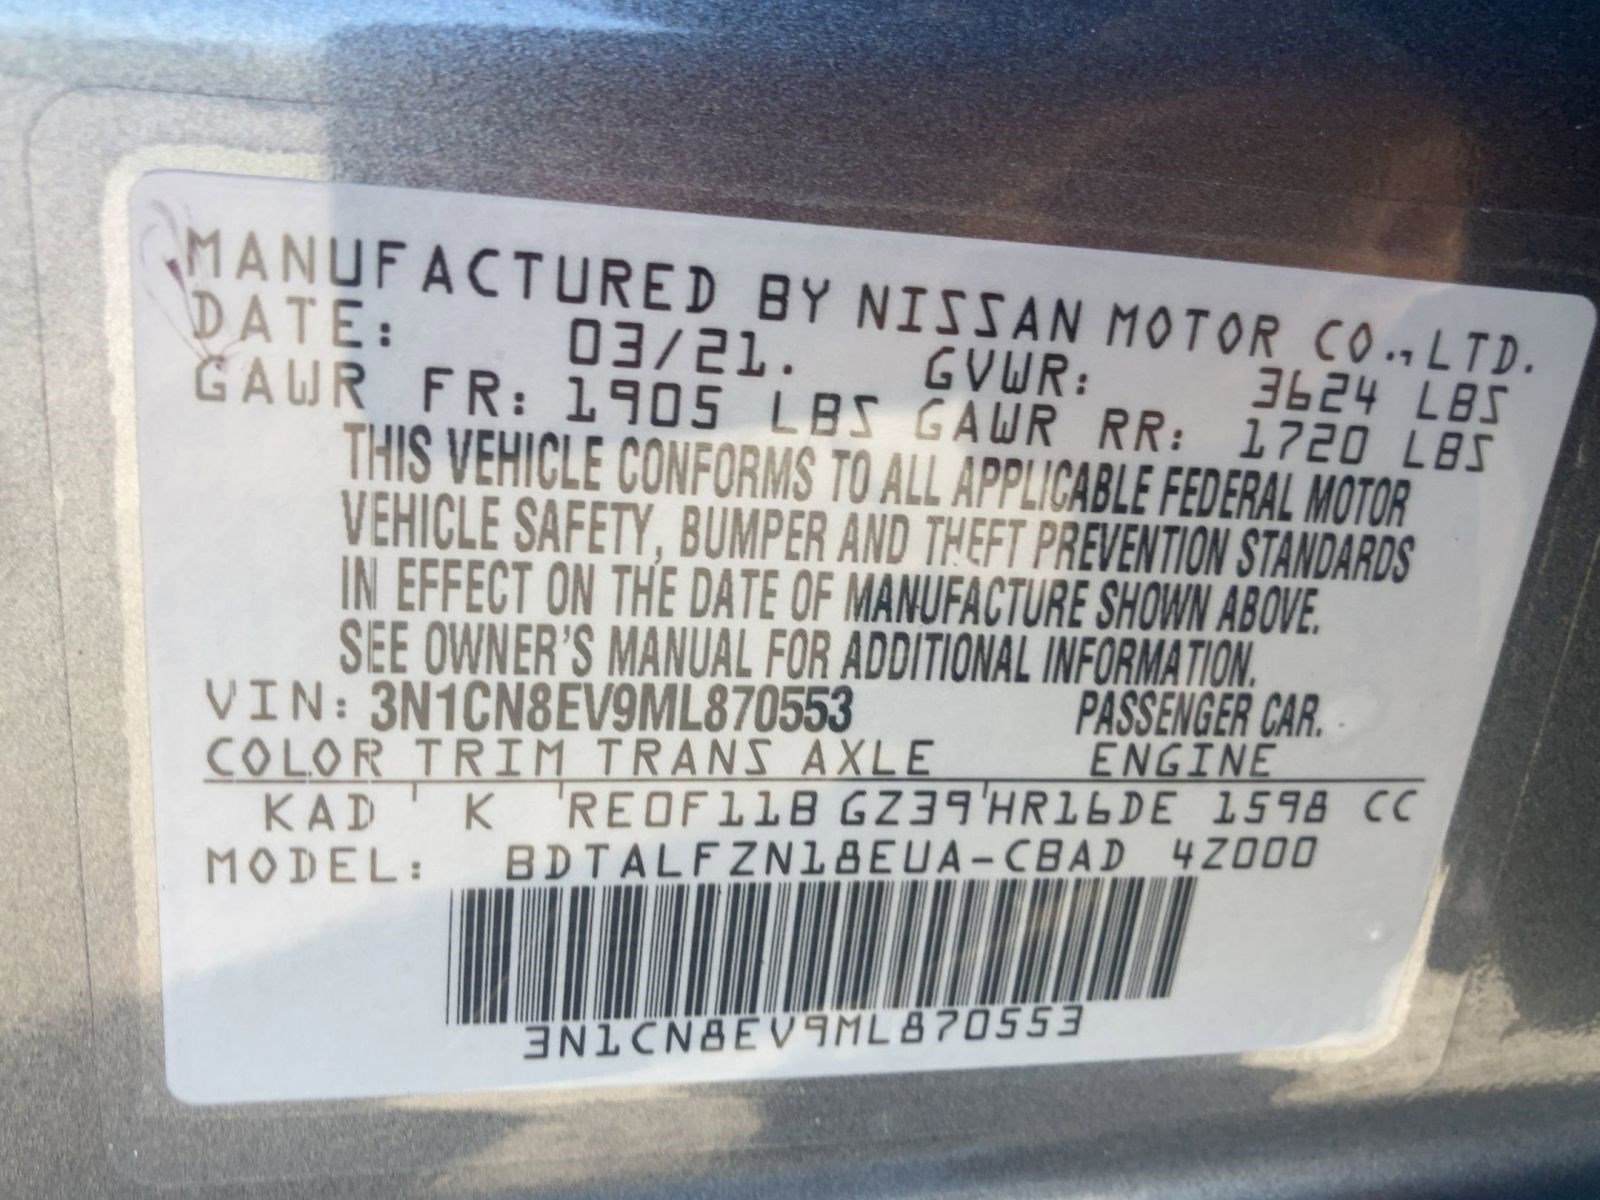 MANUFACTURED BY NISSAN MOTOR CO.,LTD.
DATE: 03/21. GVWR: 3624 LBS
GAWR FR: 1905 LBS GAWR RR: 1720 LBS
THIS VEHICLE CONFORMS TO ALL APPLICABLE FEDERAL MOTOR
VEHICLE SAFETY, BUMPER AND THEFT PREVENTION STANDARDS
IN EFFECT ON THE DATE OF MANUFACTURE SHOWN ABOVE.
SEE OWNER'S MANUAL FOR ADDITIONAL INFORMATION.
VIN: 3N1CN8EV9ML870553 PASSENGER CAR.
COLOR TRIM TRANS AXLE ENGINE
KAD ' K 'RE0F11B GZ39'HR16DE 1598 CC
MODEL: BDTALFZN18EUA-CBAD 4Z000
3N1CN8EV9ML870553